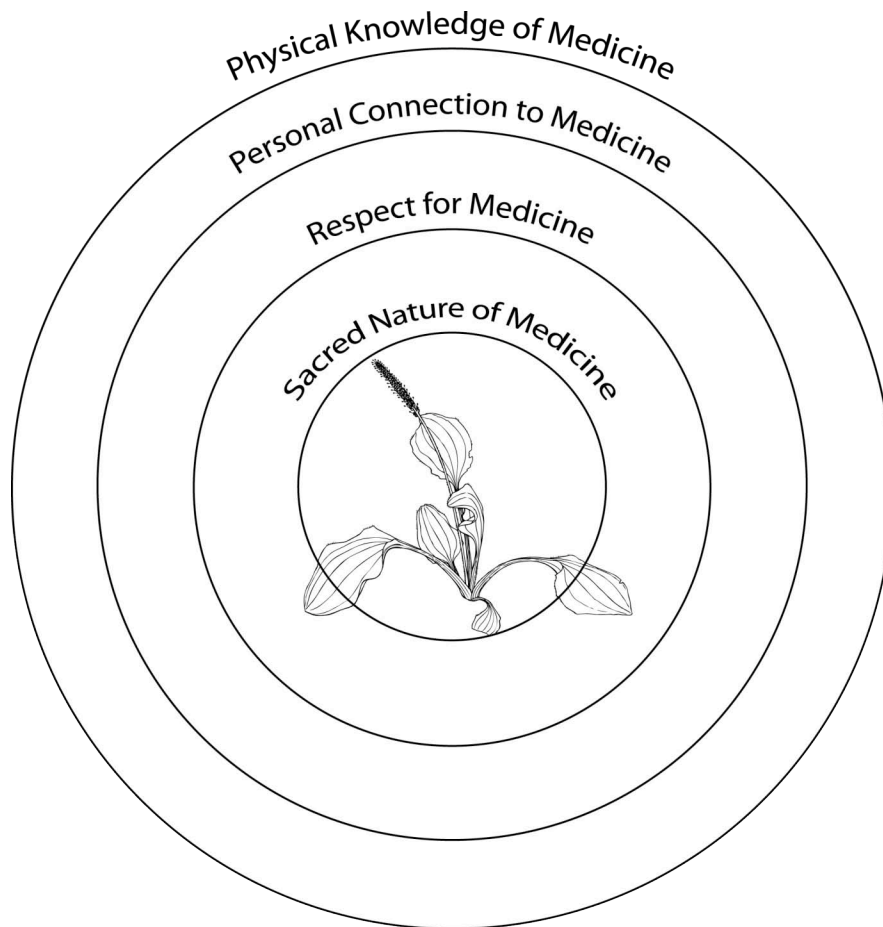 Physical Knowledge of Medicine
Personal Connection to Medicine
Respect for Medicine
Sacred Nature of Medicine